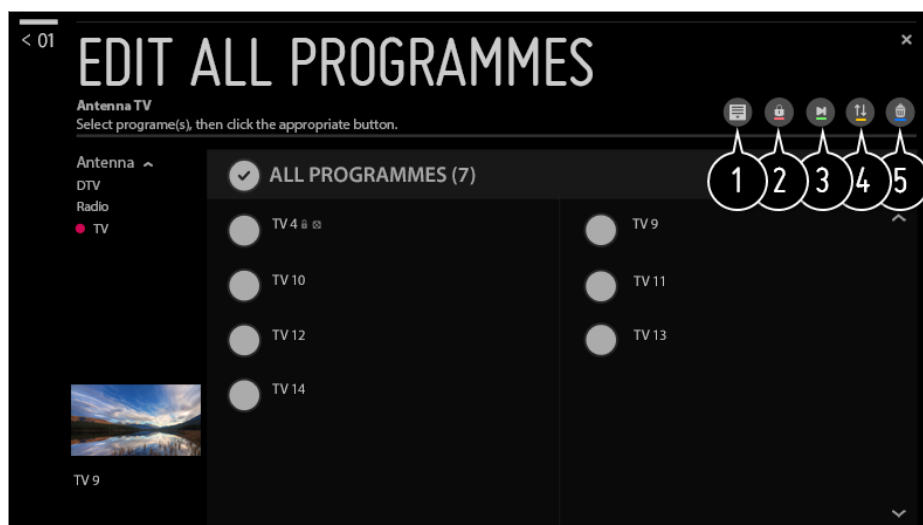 < 01
EDIT ALL PROGRAMMES
Antenna TV
Select programe(s), then click the appropriate button.
1 2 3 4 5
Antenna
DTV
Radio
TV
ALL PROGRAMMES (7)
TV 4
TV 9
TV 10
TV 11
TV 12
TV 13
TV 14
TV 9